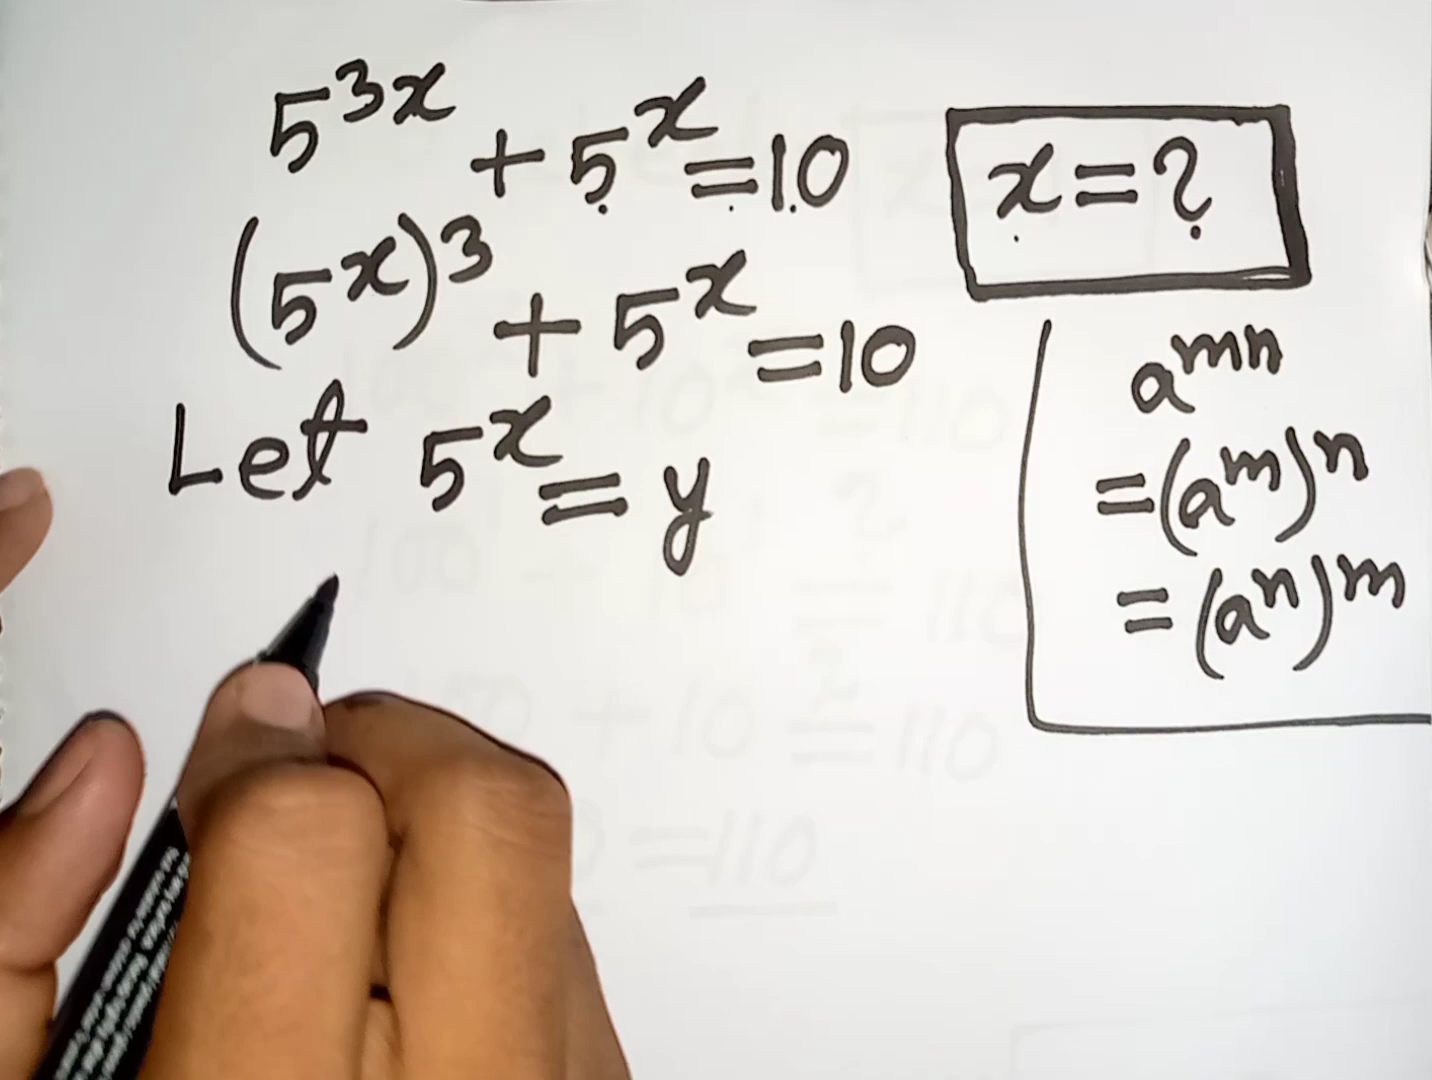 5^{3x} + 5^x = 10
x = ?
(5^x)^3 + 5^x = 10
Let 5^x = y
a^{mn}
= (a^m)^n
= (a^n)^m